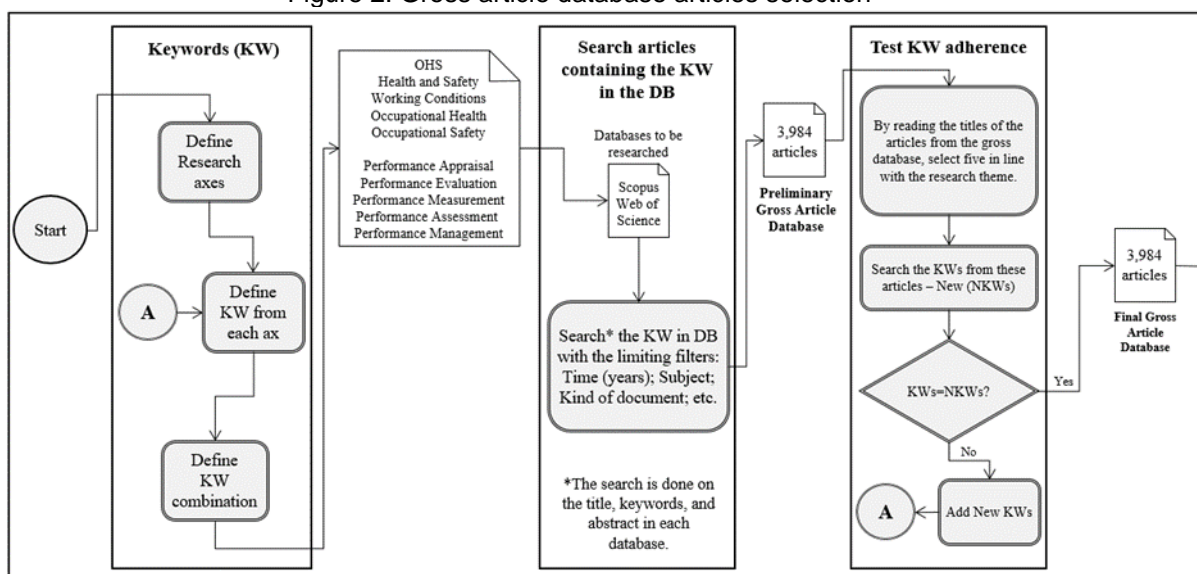 Figure 2. Gross article database articles selection
Keywords (KW)
Start
Define
Research
axes
A
Define
KW from
each ax
Define
KW
combination
OHS
Health and Safety
Working Conditions
Occupational Health
Occupational Safety
Performance Appraisal
Performance Evaluation
Performance Measurement
Performance Assessment
Performance Management
Search articles
containing the KW
in the DB
Databases to be
researched
Scopus
Web of
Science
Search* the KW in DB
with the limiting filters:
Time (years); Subject;
Kind of document; etc.
*The search is done on
the title, keywords, and
abstract in each
database.
3,984
articles
Preliminary
Gross Article
Database
Test KW adherence
By reading the titles of the
articles from the gross
database, select five in line
with the research theme.
Search the KWs from these
articles – New (NKWs)
KWs=NKWs?
Yes
No
Add New KWs
A
3,984
articles
Final Gross
Article
Database